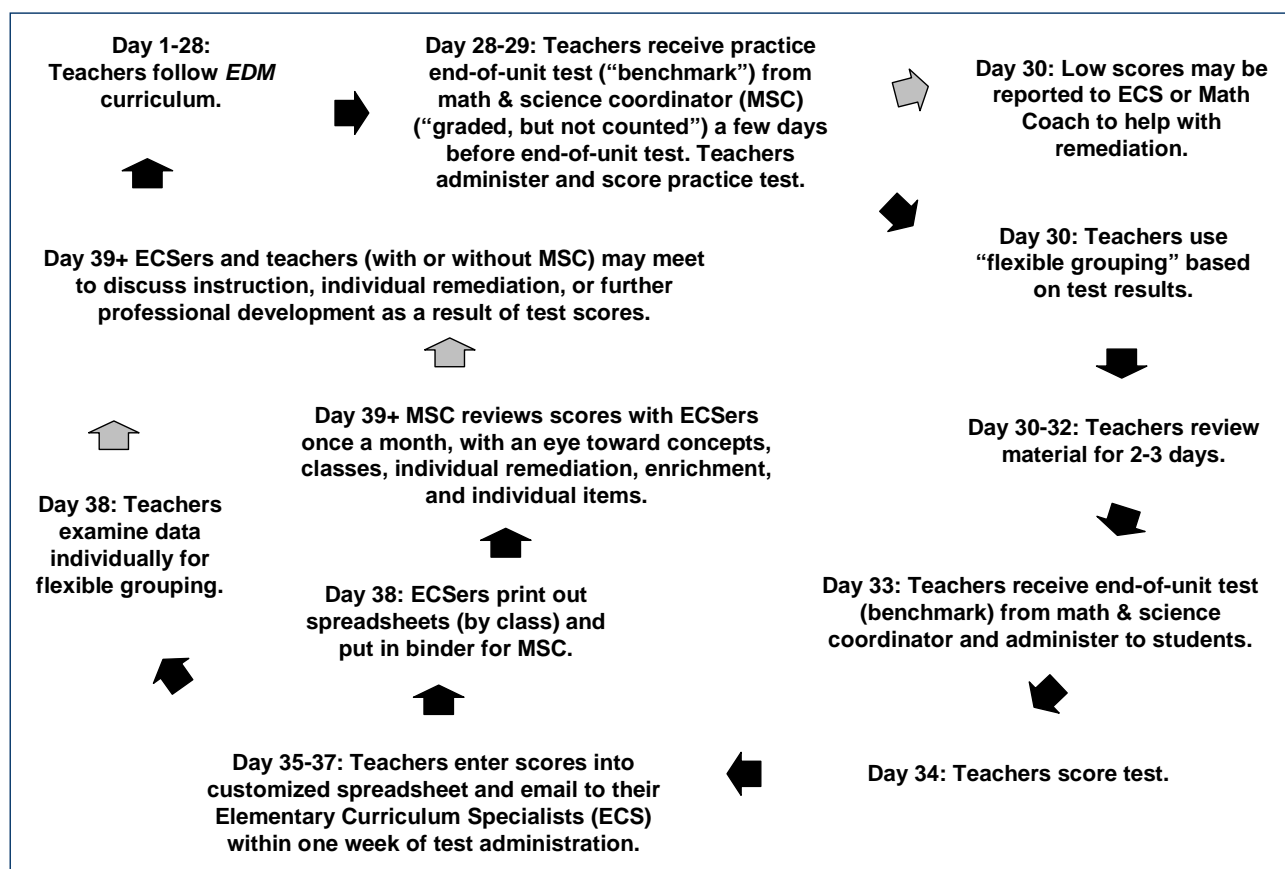 Day 1-28:
Teachers follow EDM
curriculum.
Day 28-29: Teachers receive practice
end-of-unit test (“benchmark”) from
math & science coordinator (MSC)
(“graded, but not counted”) a few days
before end-of-unit test. Teachers
administer and score practice test.
Day 30: Low scores may be
reported to ECS or Math
Coach to help with
remediation.
Day 30: Teachers use
“flexible grouping” based
on test results.
Day 30-32: Teachers review
material for 2-3 days.
Day 33: Teachers receive end-of-unit test
(benchmark) from math & science
coordinator and administer to students.
Day 34: Teachers score test.
Day 35-37: Teachers enter scores into
customized spreadsheet and email to their
Elementary Curriculum Specialists (ECS)
within one week of test administration.
Day 38: Teachers
examine data
individually for
flexible grouping.
Day 38: ECSers print out
spreadsheets (by class) and
put in binder for MSC.
Day 39+ MSC reviews scores with ECSers
once a month, with an eye toward concepts,
classes, individual remediation, enrichment,
and individual items.
Day 39+ ECSers and teachers (with or without MSC) may meet
to discuss instruction, individual remediation, or further
professional development as a result of test scores.